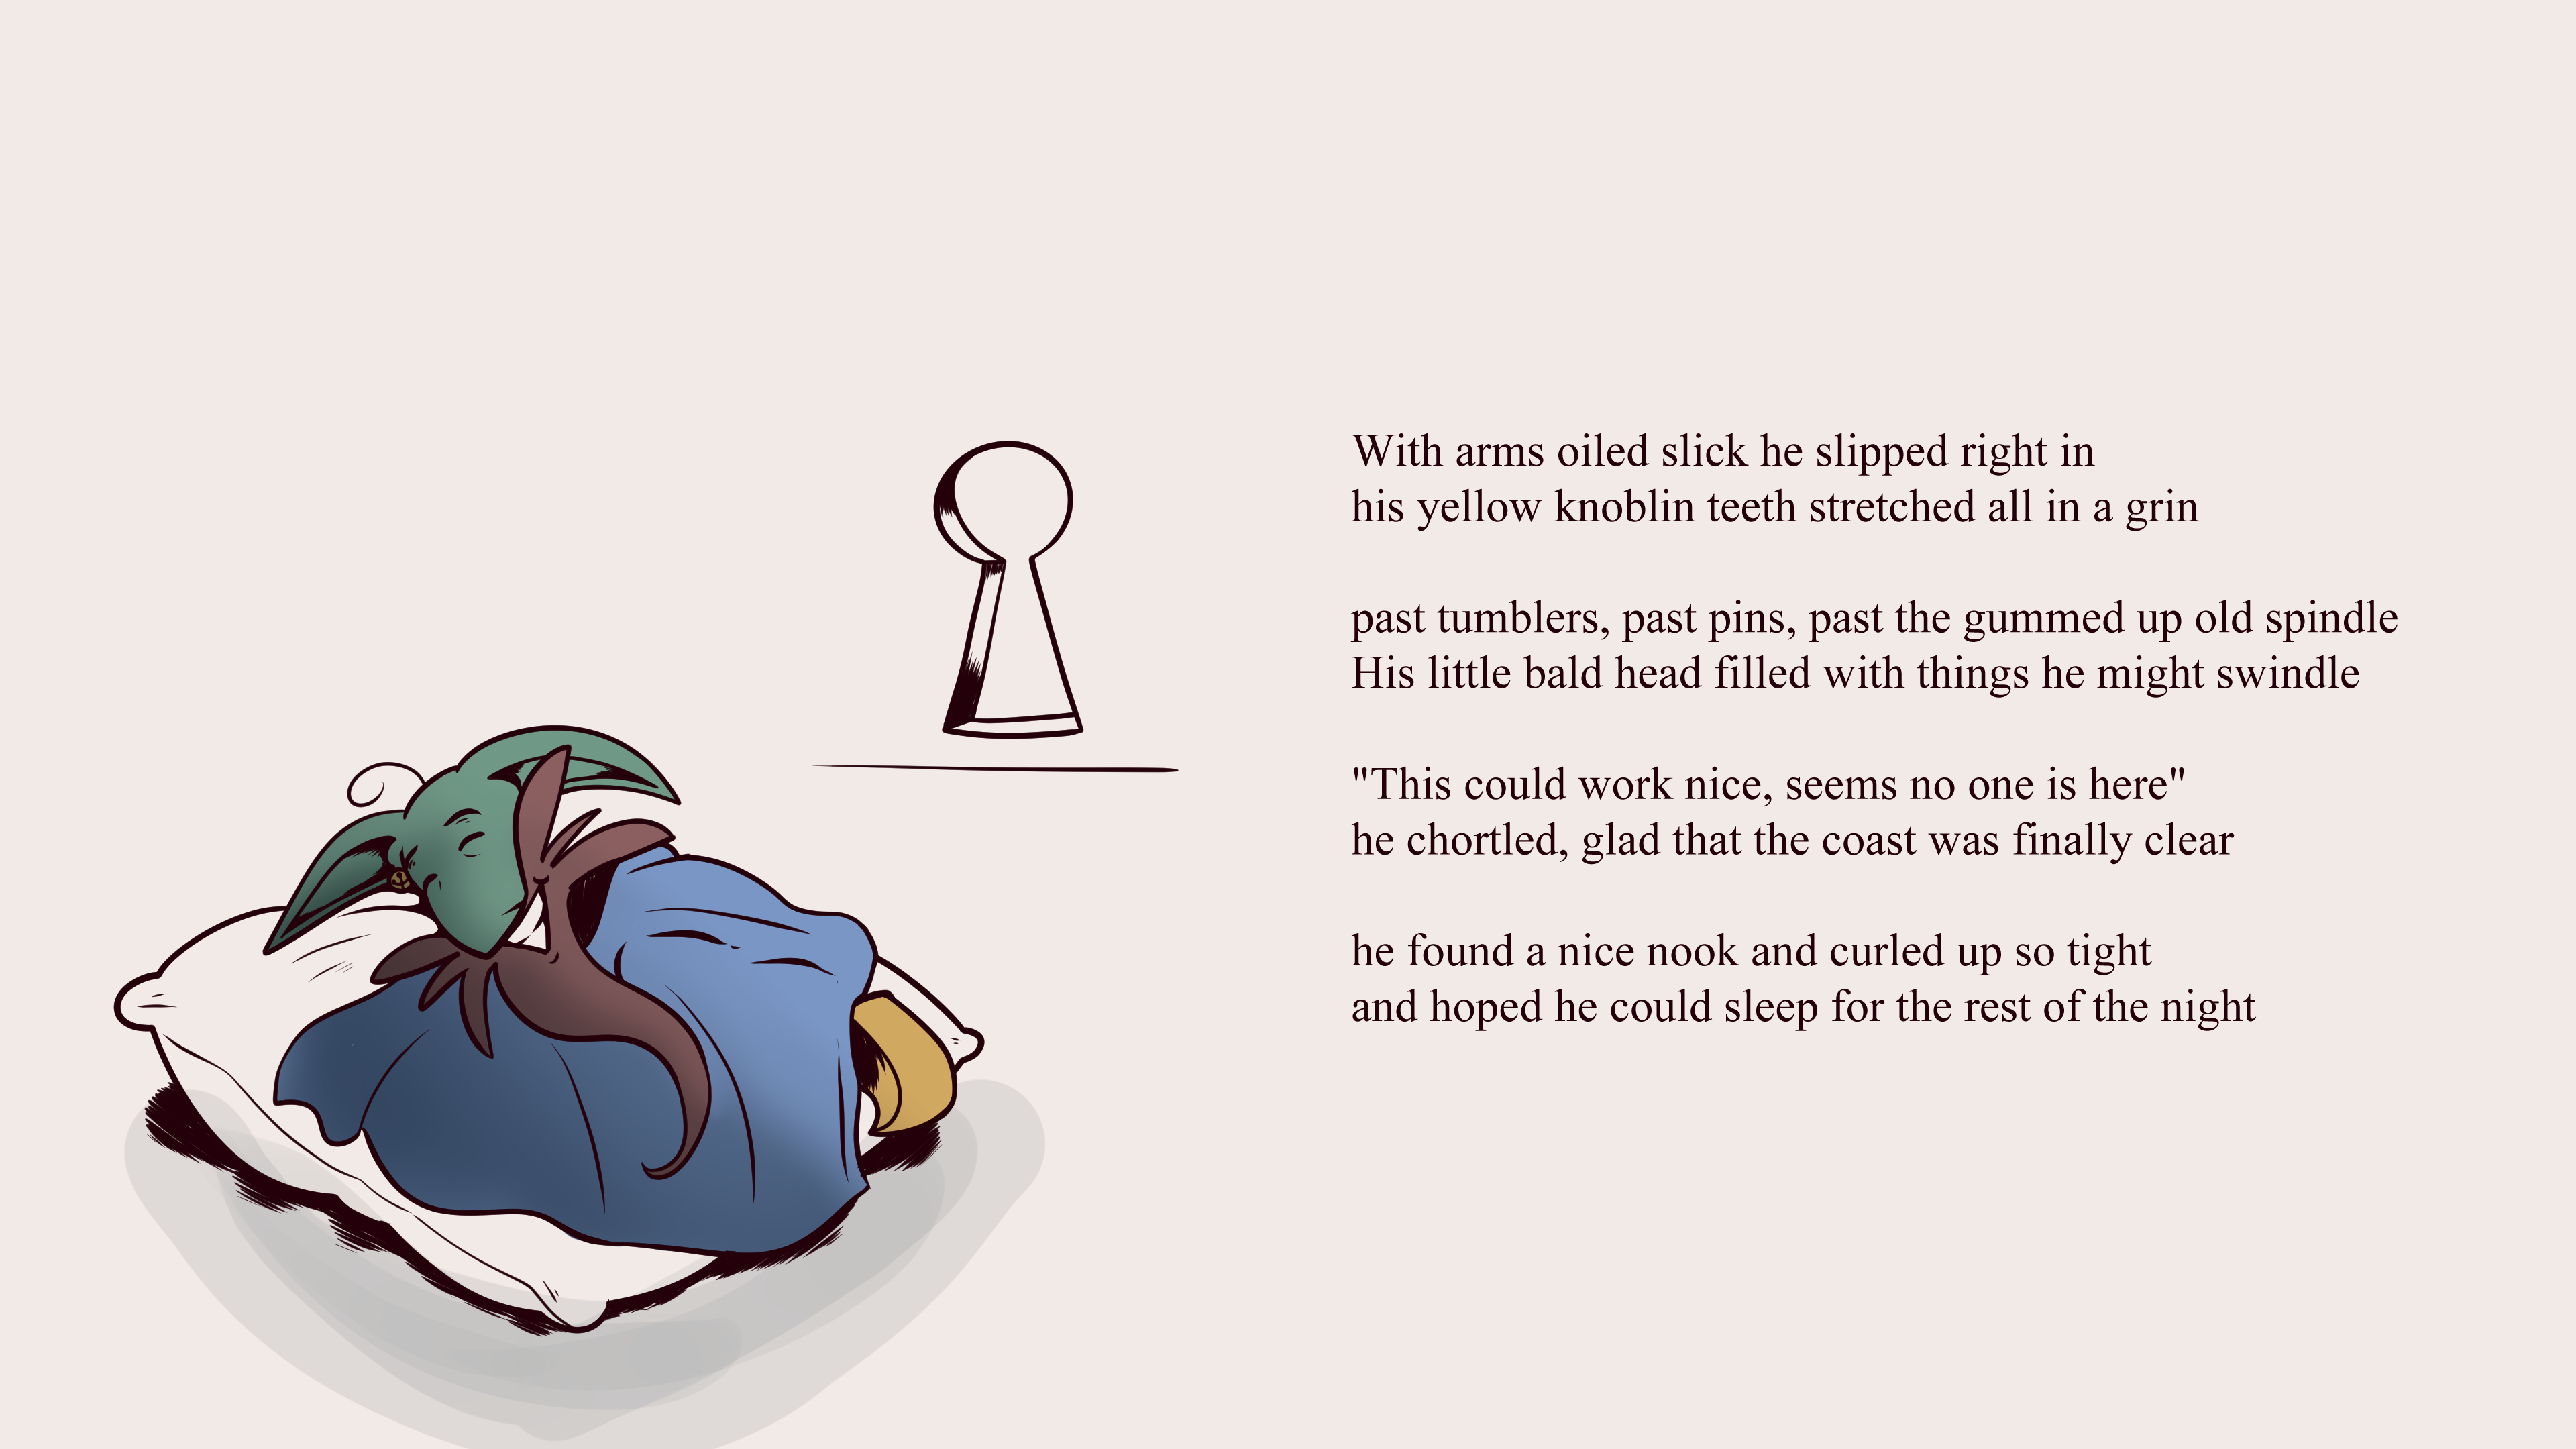 With arms oiled slick he slipped right in
his yellow knoblin teeth stretched all in a grin
past tumblers, past pins, past the gummed up old spindle
His little bald head filled with things he might swindle
"This could work nice, seems no one is here"
he chortled, glad that the coast was finally clear
he found a nice nook and curled up so tight
and hoped he could sleep for the rest of the night